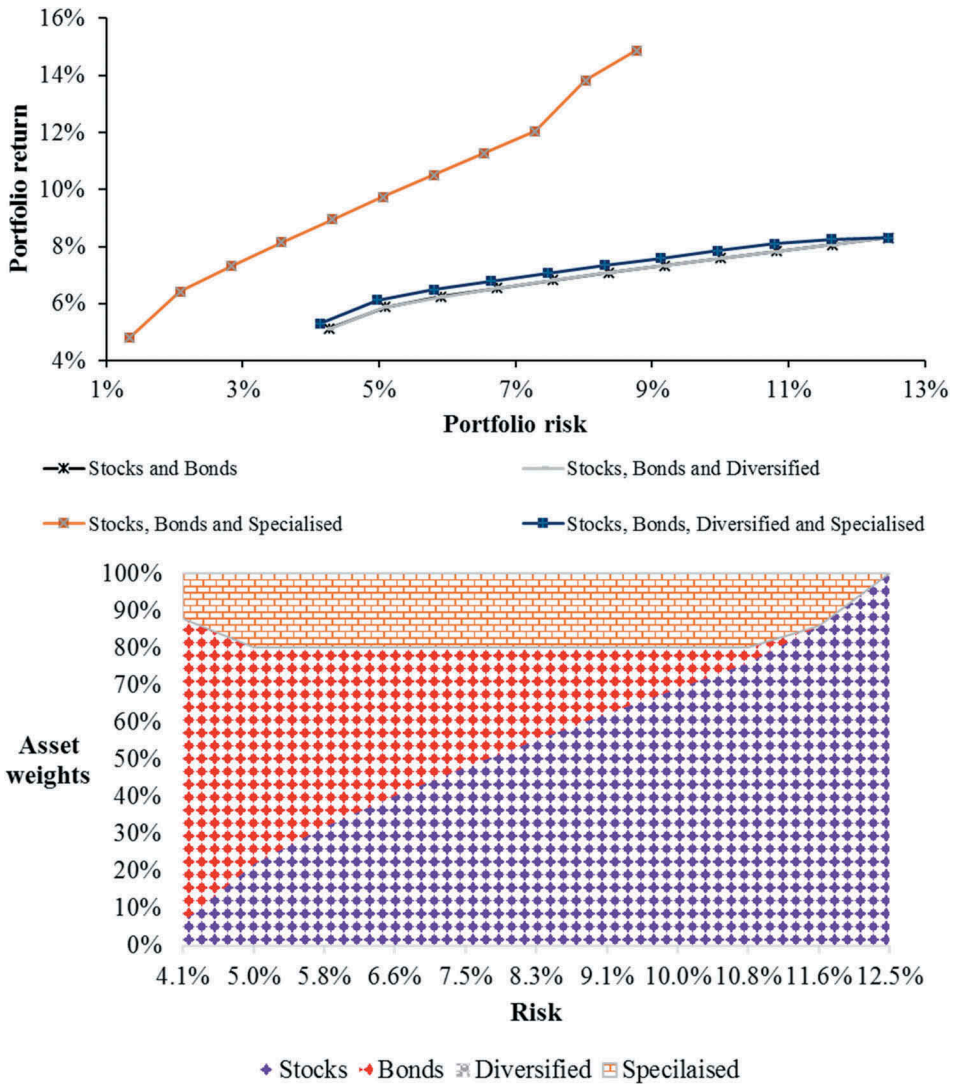 16%
14%
12%
10%
8%
6%
4%
Portfolio return
1% 3% 5% 7% 9% 11% 13%
Portfolio risk
Stocks and Bonds Stocks, Bonds and Diversified
Stocks, Bonds and Specialised Stocks, Bonds, Diversified and Specialised
100%
90%
80%
70%
60%
50%
40%
30%
20%
10%
0%
Asset
weights
4.1% 5.0% 5.8% 6.6% 7.5% 8.3% 9.1% 10.0% 10.8% 11.6% 12.5%
Risk
Stocks Bonds Diversified Specilaised